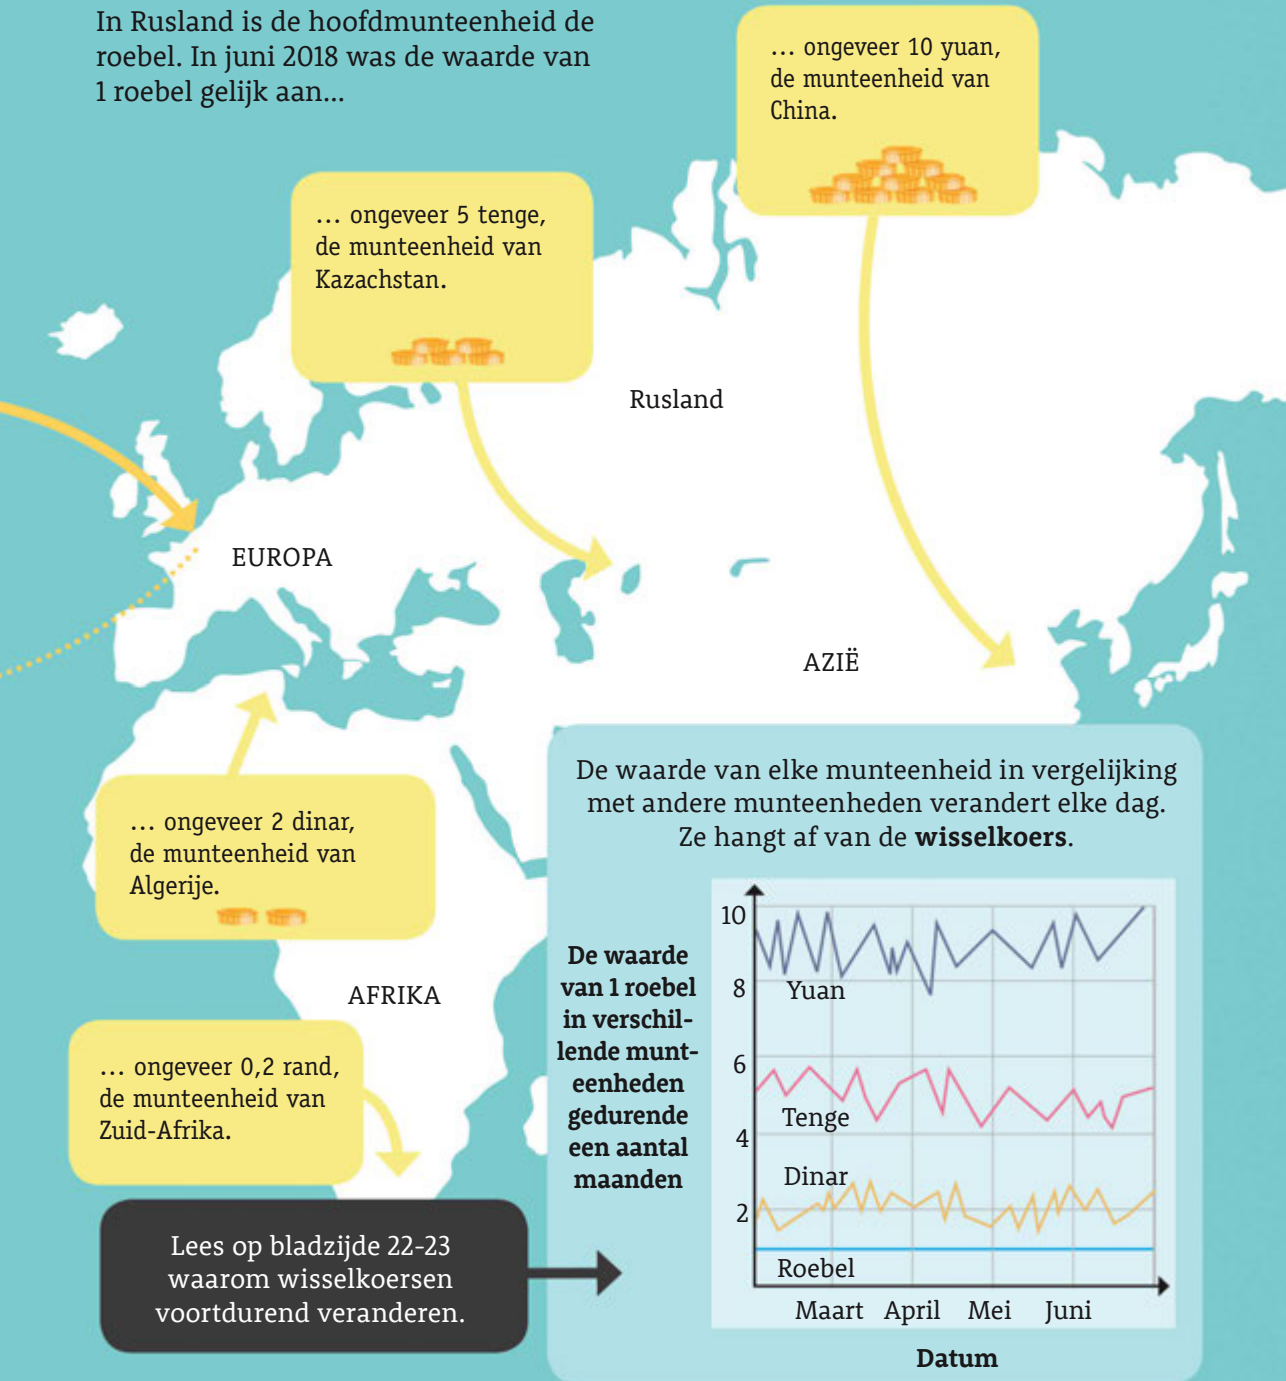 In Rusland is de hoofdmunteenheid de
roebel. In juni 2018 was de waarde van
1 roebel gelijk aan...
... ongeveer 10 yuan,
de munteenheid van
China.
... ongeveer 5 tenge,
de munteenheid van
Kazachstan.
Rusland
EUROPA
AZIË
... ongeveer 2 dinar,
de munteenheid van
Algerije.
AFRIKA
... ongeveer 0,2 rand,
de munteenheid van
Zuid-Afrika.
Lees op bladzijde 22-23
waarom wisselkoersen
voortdurend veranderen.
De waarde van elke munteenheid in vergelijking
met andere munteenheden verandert elke dag.
Ze hangt af van de wisselkoers.
De waarde
van 1 roebel
in verschil-
lende munt-
eenheden
gedurende
een aantal
maanden
10
8
6
4
2
Yuan
Tenge
Dinar
Roebel
Maart April Mei Juni
Datum